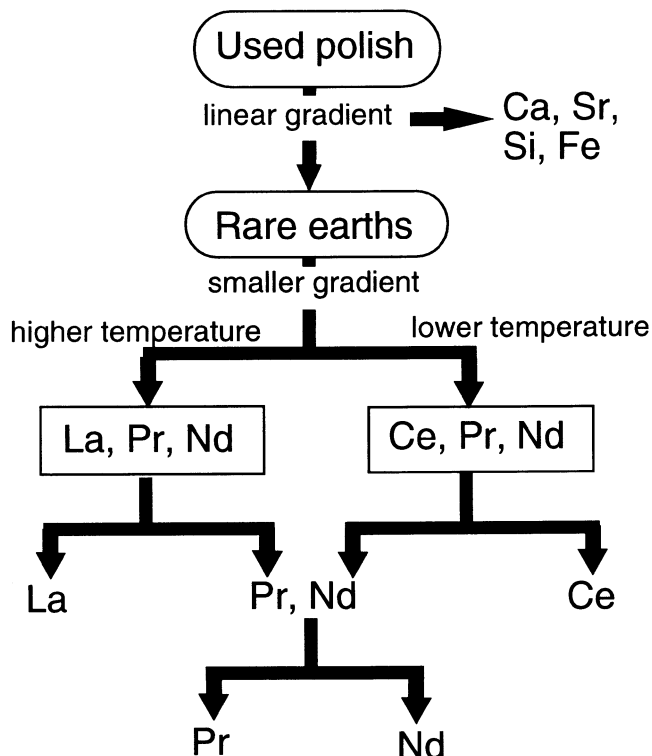 Used polish
linear gradient
Ca, Sr,
Si, Fe
Rare earths
smaller gradient
higher temperature
lower temperature
La, Pr, Nd
Ce, Pr, Nd
La
Pr, Nd
Ce
Pr
Nd